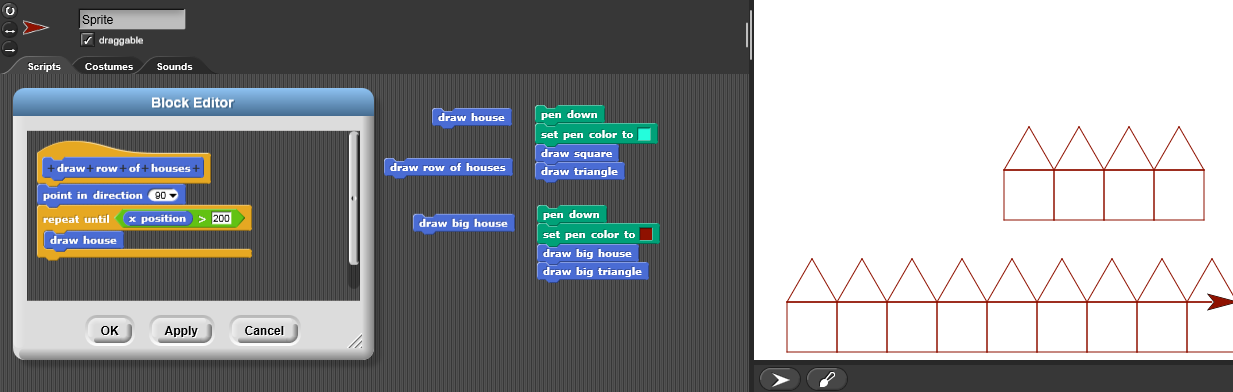 Sprite
draggable
Scripts Costumes Sounds
Block Editor
+ draw + row + of + houses +
point in direction 90
repeat until x position > 200
draw house
OK Apply Cancel
draw house
draw row of houses
draw big house
pen down
set pen color to
draw square
draw triangle
pen down
set pen color to
draw big house
draw big triangle